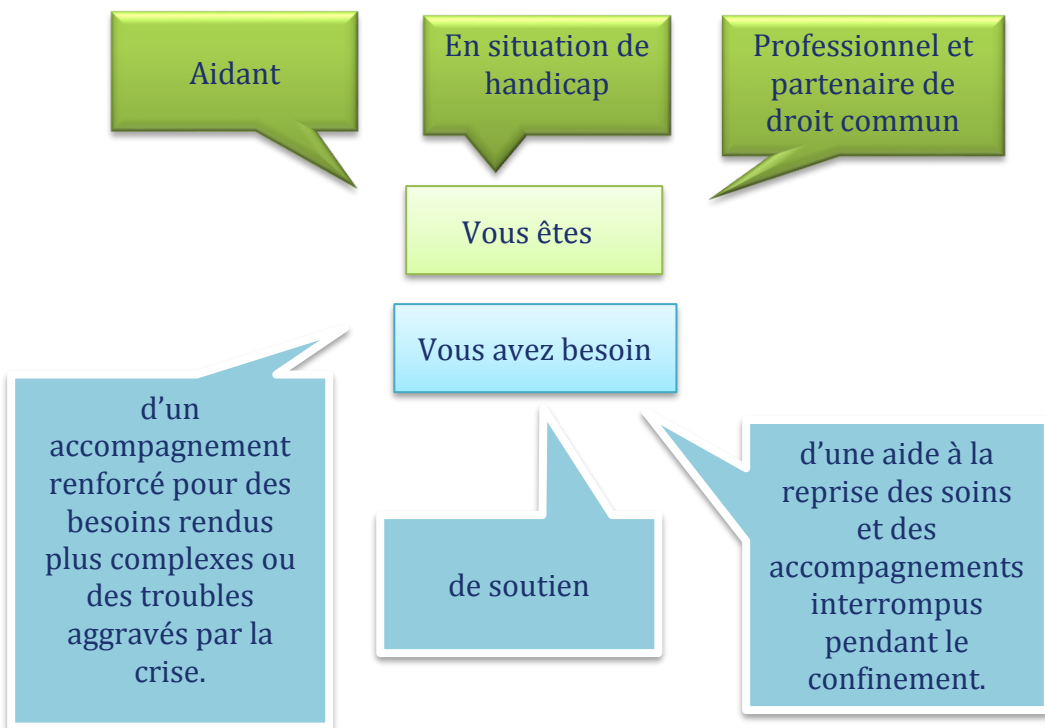 Aidant
En situation de
handicap
Professionnel et
partenaire de
droit commun
Vous êtes
Vous avez besoin
d’un
accompagnement
renforcé pour des
besoins rendus
plus complexes ou
des troubles
aggravés par la
crise.
de soutien
d’une aide à la
reprise des soins
et des
accompagnements
interrompus
pendant le
confinement.